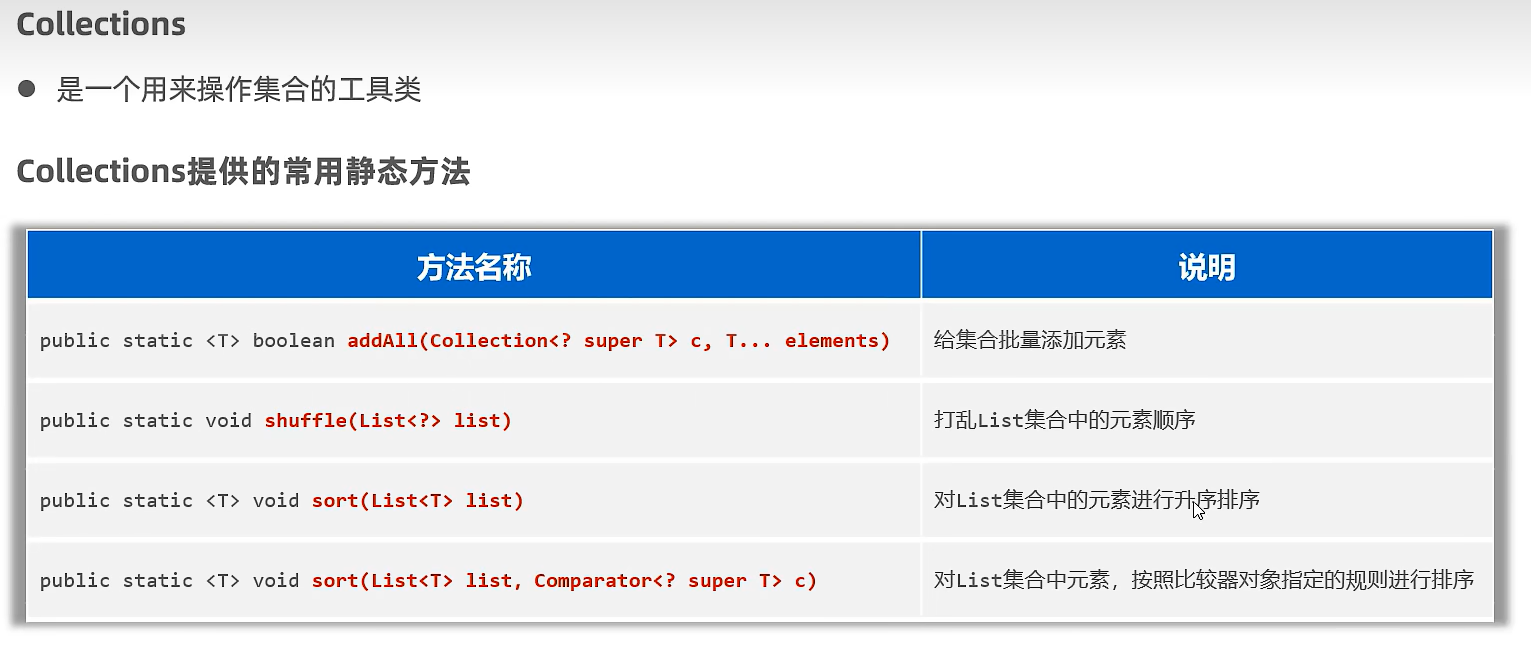 Collections
● 是一个用来操作集合的工具类
Collections提供的常用静态方法
方法名称 说明
public static <T> boolean addAll(Collection<? super T> c, T... elements) 给集合批量添加元素
public static void shuffle(List<?> list) 打乱List集合中的元素顺序
public static <T> void sort(List<T> list) 对List集合中的元素进行升序排序
public static <T> void sort(List<T> list, Comparator<? super T> c) 对List集合中元素，按照比较器对象指定的规则进行排序